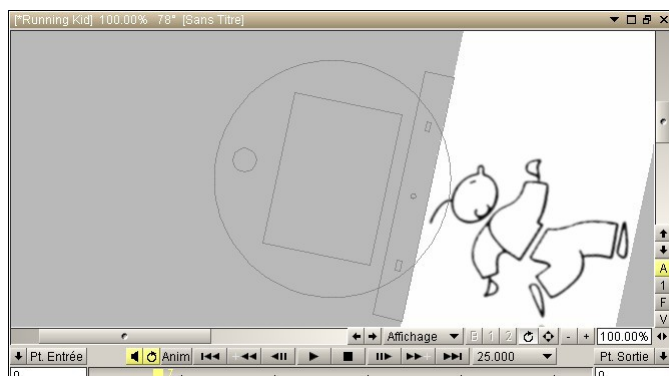 [*Running Kid] 100.00% 78° [Sans Titre]
A
1
F
V
Affichage B 1 2 - + 100.00%
Pt. Entrée Anim 25.000 Pt. Sortie
0 7 0